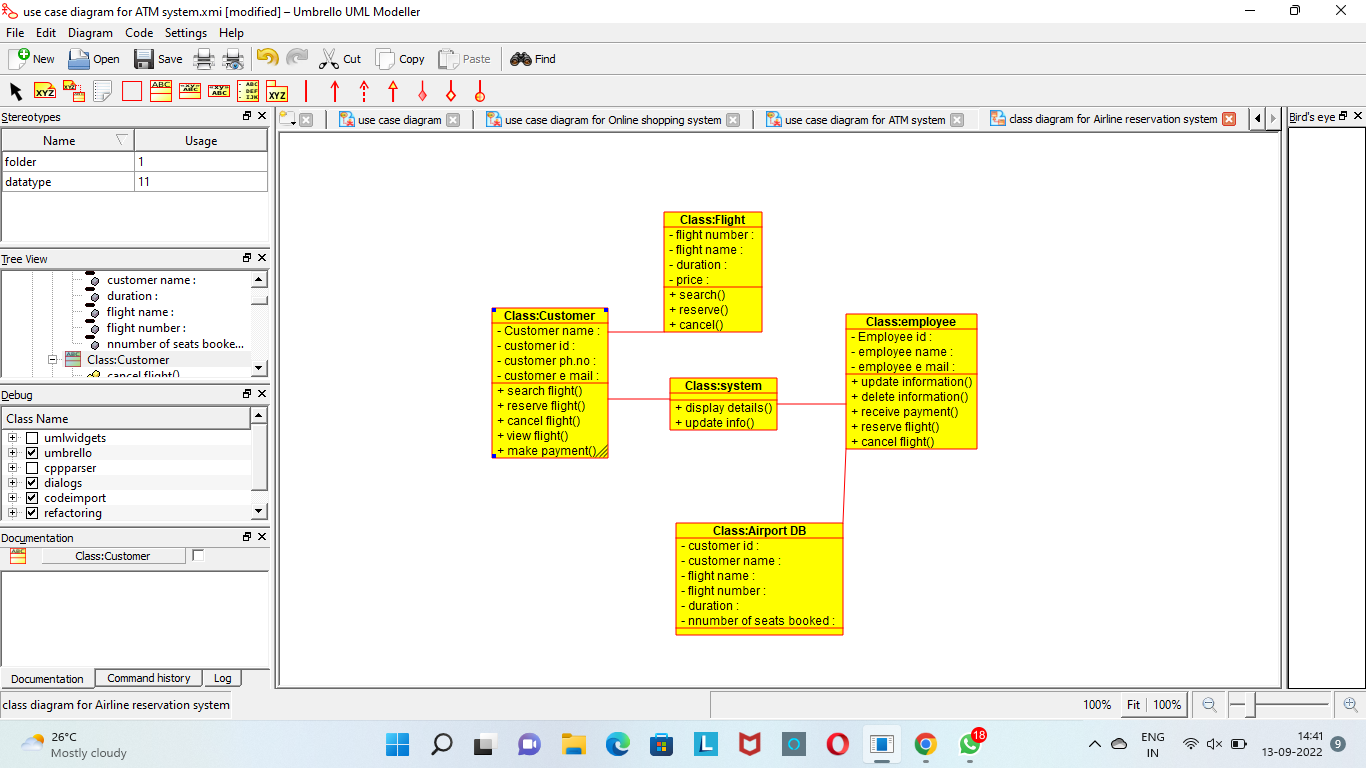 use case diagram for ATM system.xmi [modified] – Umbrello UML Modeller
File Edit Diagram Code Settings Help
New Open Save Cut Copy Paste Find
Stereotypes
Name Usage
folder 1
datatype 11
Tree View
customer name :
duration :
flight name :
flight number :
nnumber of seats booke...
Class:Customer
cancel flight()
Debug
Class Name
umlwidgets
umbrello
cppparser
dialogs
codeimport
refactoring
Documentation
Class:Customer
Documentation Command history Log
use case diagram
use case diagram for Online shopping system
use case diagram for ATM system
class diagram for Airline reservation system
Bird's eye
Class:Flight
- flight number :
- flight name :
- duration :
- price :
+ search()
+ reserve()
+ cancel()
Class:Customer
- Customer name :
- customer id :
- customer ph.no :
- customer e mail :
+ search flight()
+ reserve flight()
+ cancel flight()
+ view flight()
+ make payment()
Class:system
+ display details()
+ update info()
Class:employee
- Employee id :
- employee name :
- employee e mail :
+ update information()
+ delete information()
+ receive payment()
+ reserve flight()
+ cancel flight()
Class:Airport DB
- customer id :
- customer name :
- flight name :
- flight number :
- duration :
- nnumber of seats booked :
class diagram for Airline reservation system
100% Fit 100%
26°C
Mostly cloudy
18
ENG
IN
14:41
13-09-2022
9